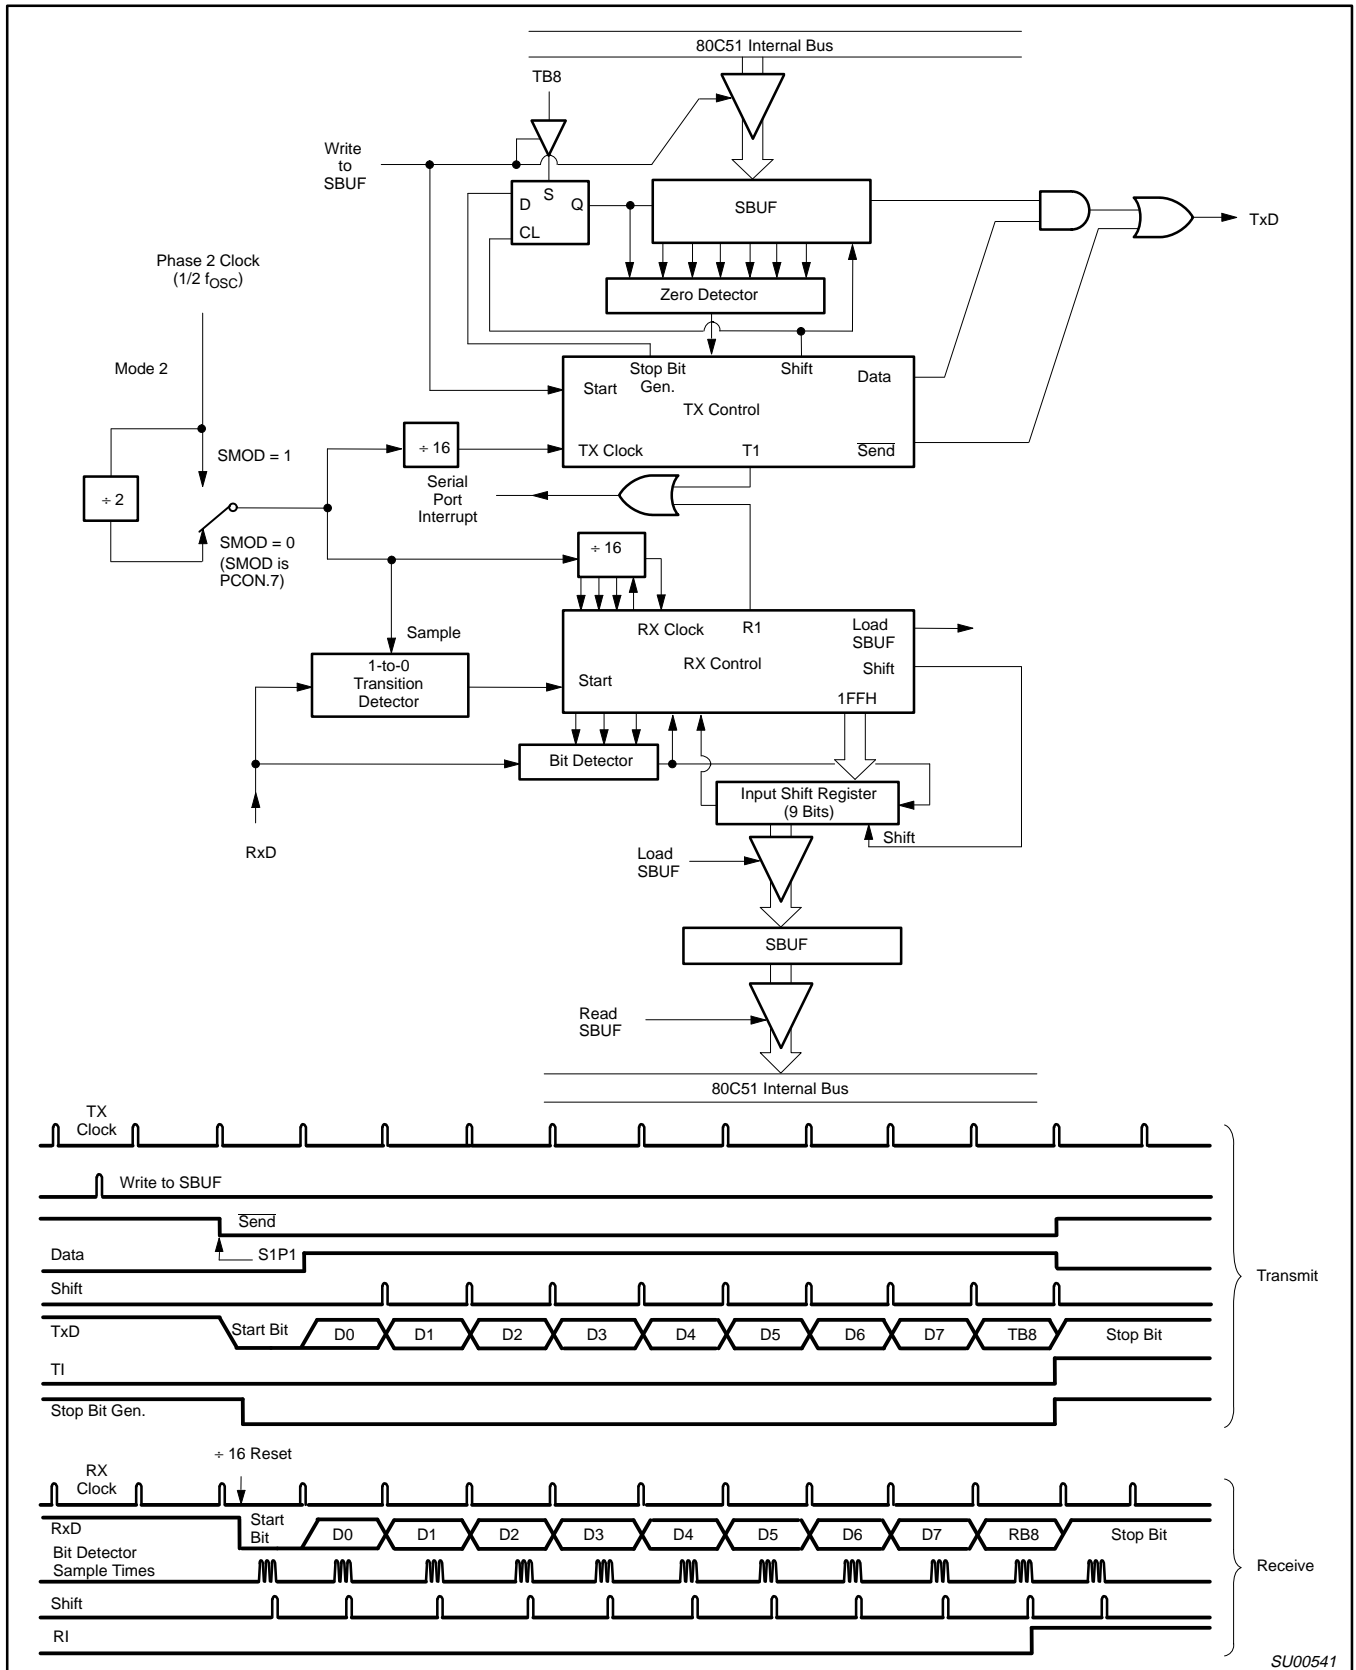 80C51 Internal Bus
TB8
Write
to
SBUF
D
S
Q
CL
SBUF
TxD
Phase 2 Clock
(1/2 fOSC)
Zero Detector
Mode 2
Stop Bit
Gen.
Shift
Data
Start
TX Control
÷ 16
TX Clock
T1
Send
SMOD = 1
÷ 2
Serial
Port
Interrupt
SMOD = 0
(SMOD is
PCON.7)
÷ 16
Sample
RX Clock
R1
Load
SBUF
RX Control
Shift
1-to-0
Transition
Detector
Start
1FFH
Bit Detector
Input Shift Register
(9 Bits)
Shift
RxD
Load
SBUF
SBUF
Read
SBUF
80C51 Internal Bus
TX
Clock
Write to SBUF
Send
Data
S1P1
Shift
Transmit
TxD
Start Bit D0 D1 D2 D3 D4 D5 D6 D7 TB8 Stop Bit
TI
Stop Bit Gen.
÷ 16 Reset
RX
Clock
RxD
Start
Bit
D0 D1 D2 D3 D4 D5 D6 D7 RB8 Stop Bit
Bit Detector
Sample Times
Receive
Shift
RI
SU00541